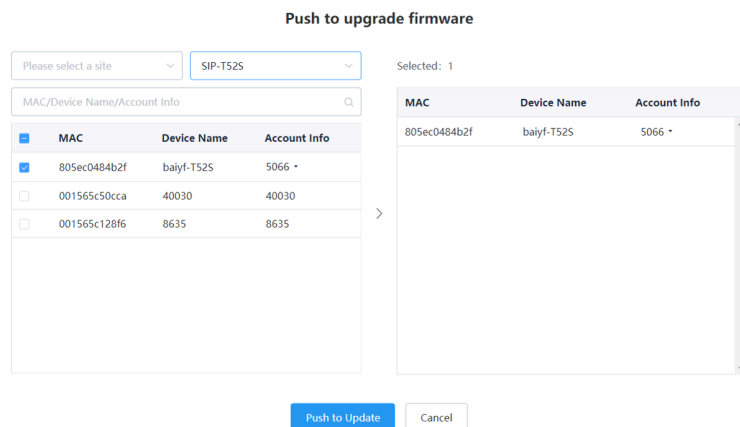 Push to upgrade firmware
Please select a site
SIP-T52S
Selected: 1
MAC/Device Name/Account Info
MAC Device Name Account Info
805ec0484b2f baiyf-T52S 5066
001565c50cca 40030 40030
001565c128f6 8635 8635
MAC Device Name Account Info
805ec0484b2f baiyf-T52S 5066
Push to Update
Cancel